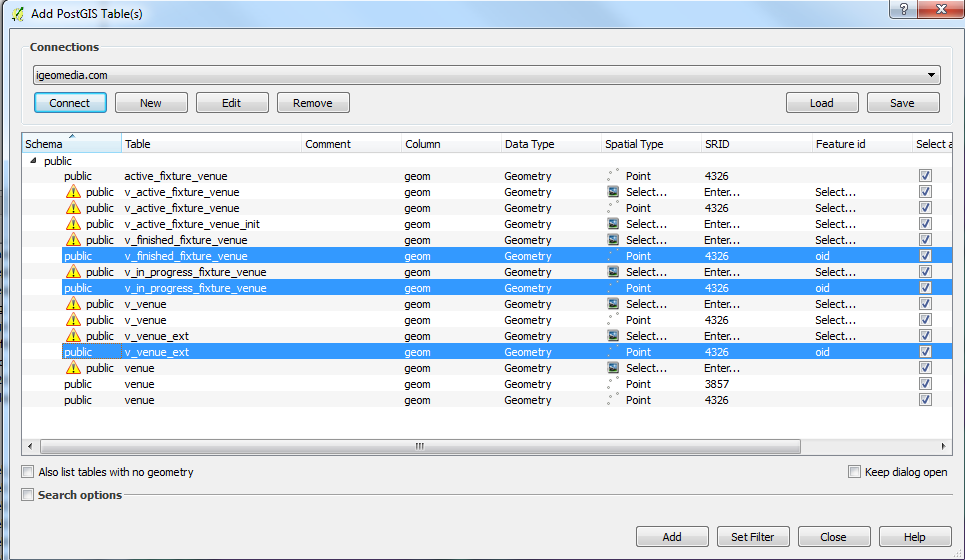 Add PostGIS Table(s)
Connections
igeomedia.com
Connect New Edit Remove Load Save
Schema Table Comment Column Data Type Spatial Type SRID Feature id Select a
public
public active_fixture_venue geom Geometry Point 4326
public v_active_fixture_venue geom Geometry Select... Enter... Select...
public v_active_fixture_venue geom Geometry Point 4326 Select...
public v_active_fixture_venue_init geom Geometry Select... Enter... Select...
public v_finished_fixture_venue geom Geometry Select... Enter... Select...
public v_finished_fixture_venue geom Geometry Point 4326 oid
public v_in_progress_fixture_venue geom Geometry Select... Enter... Select...
public v_in_progress_fixture_venue geom Geometry Point 4326 oid
public v_venue geom Geometry Select... Enter... Select...
public v_venue geom Geometry Point 4326 Select...
public v_venue_ext geom Geometry Select... Enter... Select...
public v_venue_ext geom Geometry Point 4326 oid
public venue geom Geometry Select... Enter...
public venue geom Geometry Point 3857
public venue geom Geometry Point 4326
Also list tables with no geometry Keep dialog open
Search options
Add Set Filter Close Help